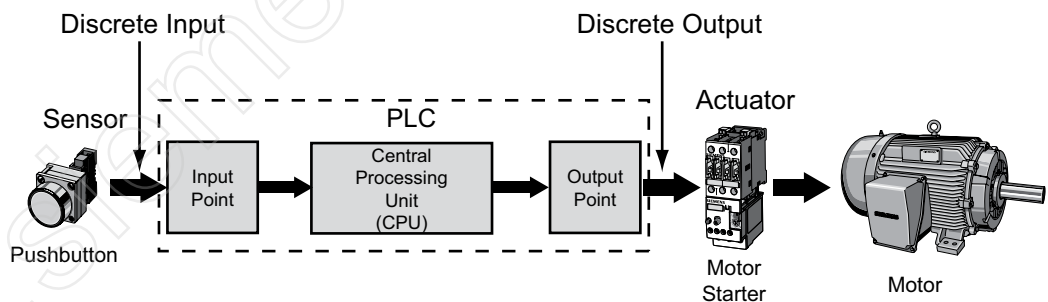 Discrete Input
Discrete Output
Sensor
PLC
Actuator
Input
Point
Central
Processing
Unit
(CPU)
Output
Point
Pushbutton
Motor
Starter
Motor
SIEMENS